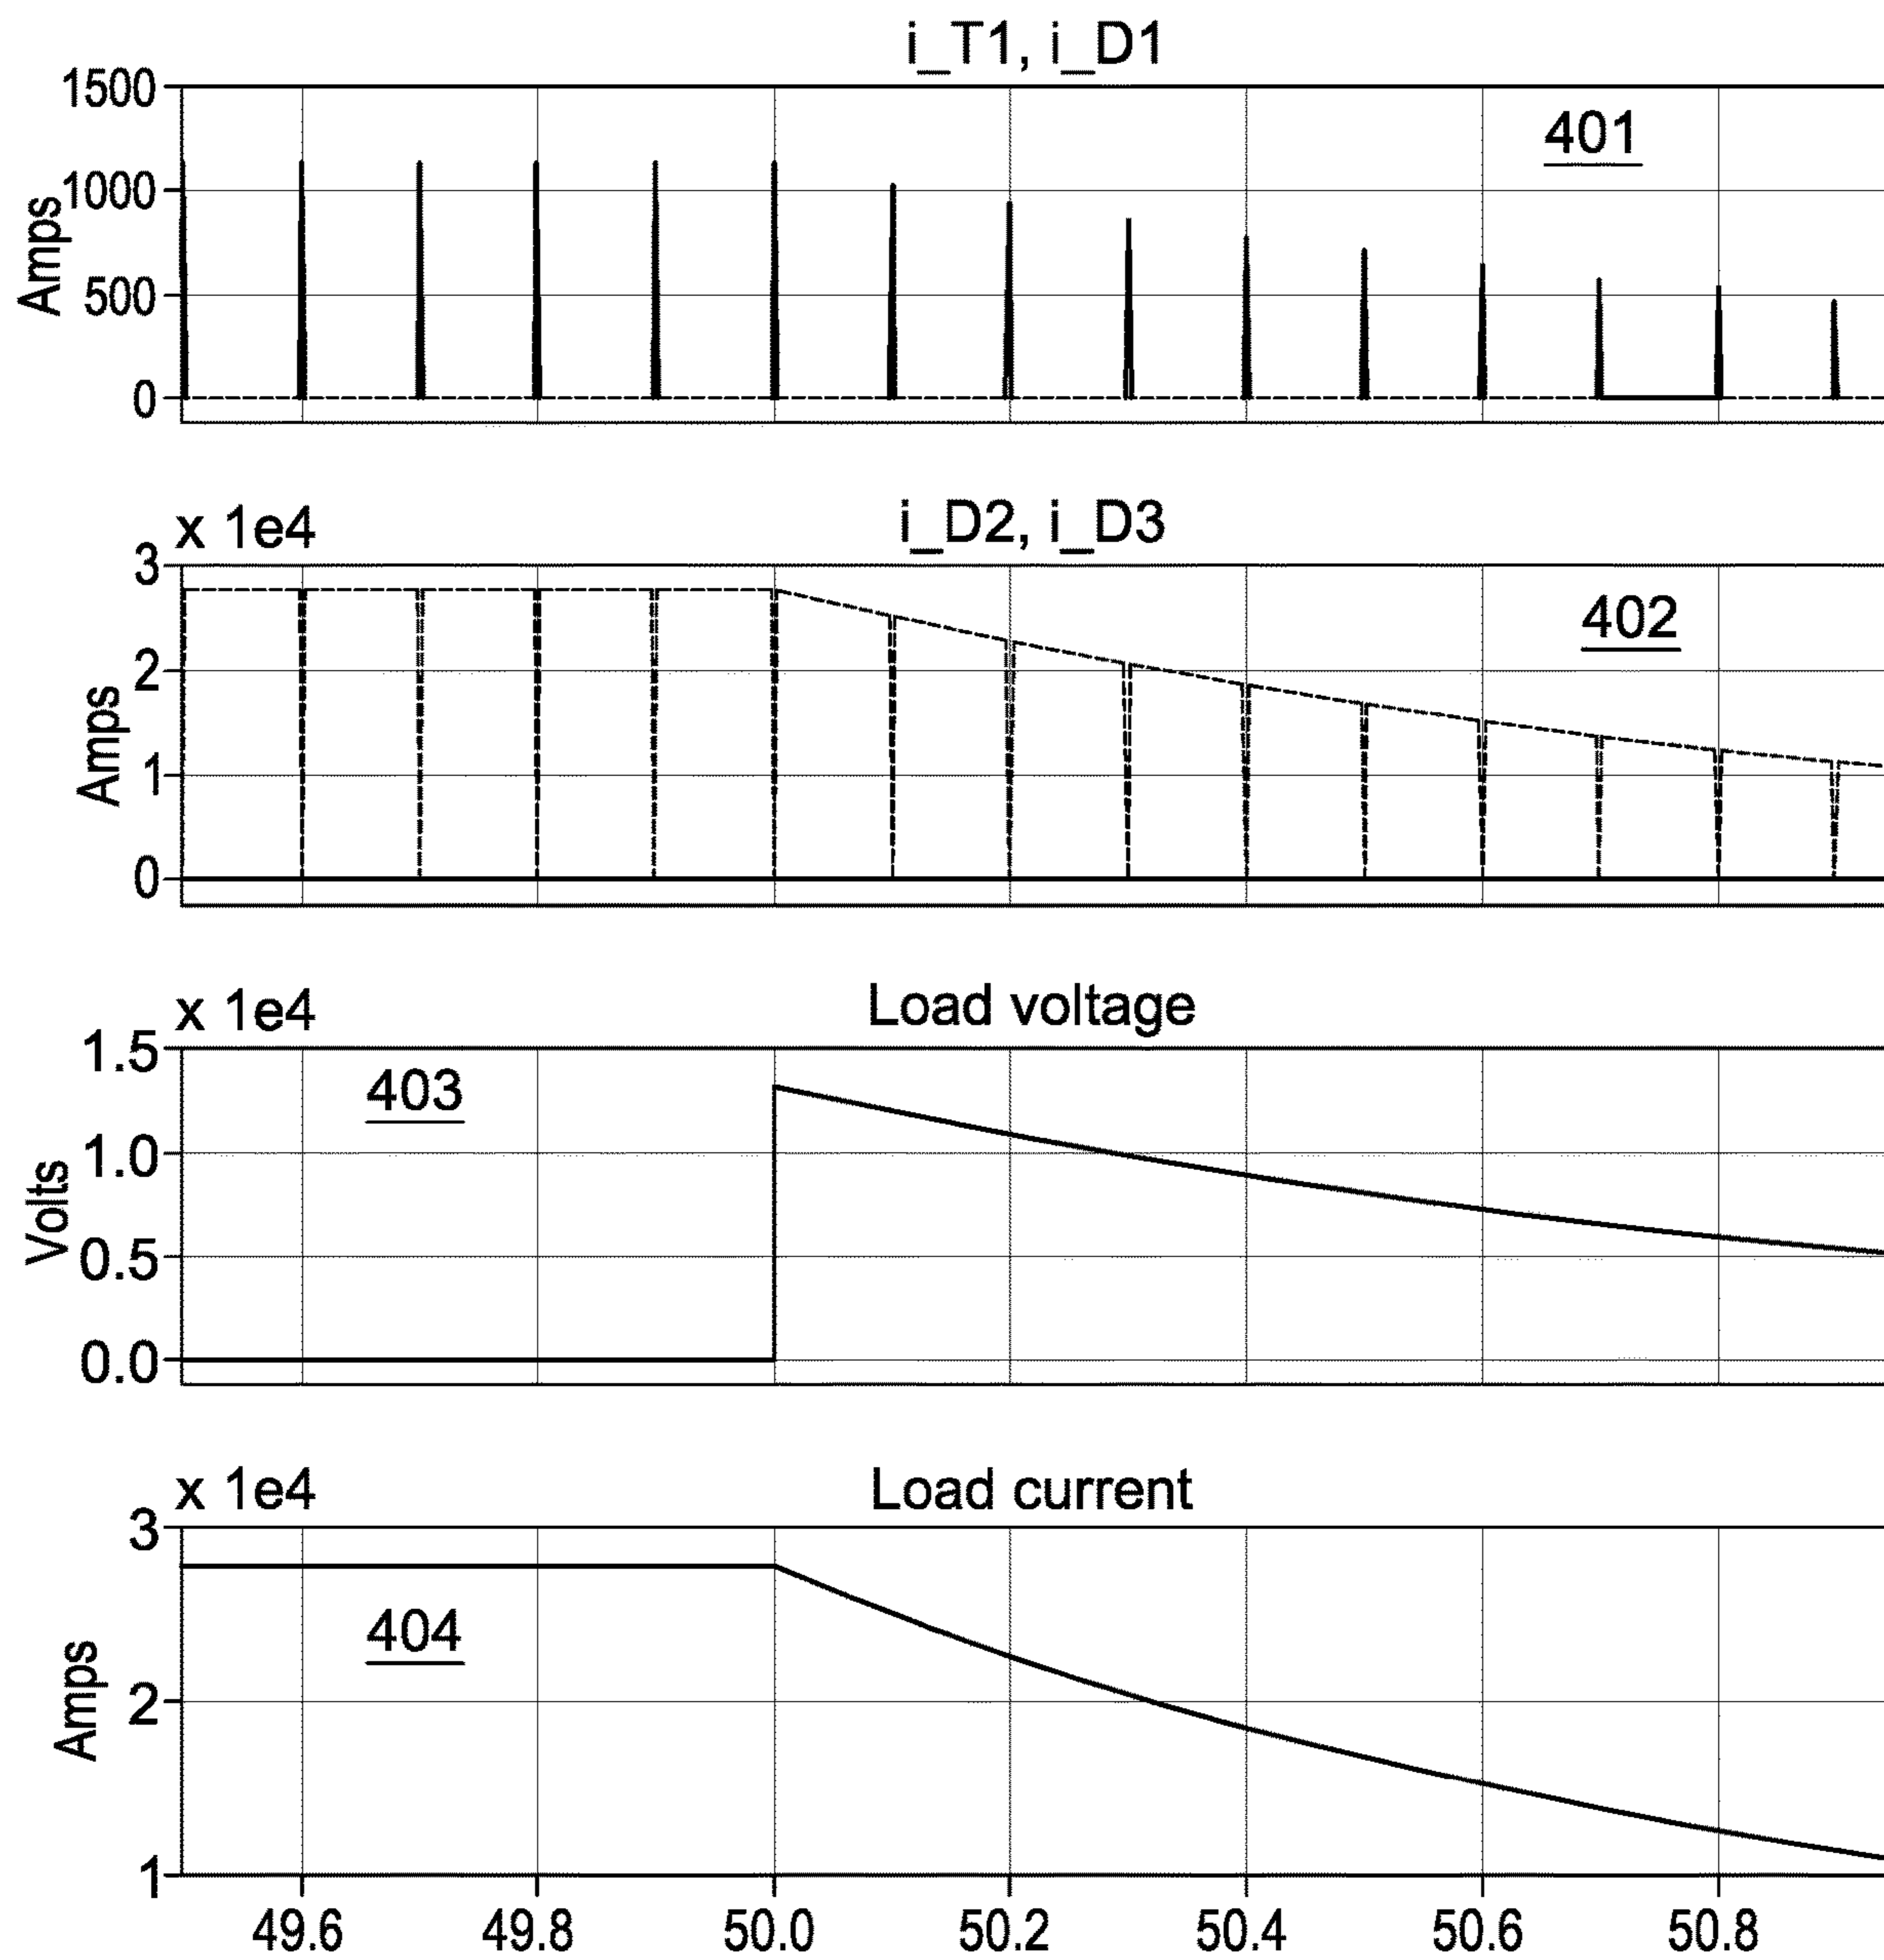 i_T1, i_D1
1500
1000
500
0
Amps
401
x 1e4
i_D2, i_D3
3
2
1
0
Amps
402
x 1e4
Load voltage
1.5
1.0
0.5
0.0
Volts
403
x 1e4
Load current
3
2
1
Amps
404
49.6 49.8 50.0 50.2 50.4 50.6 50.8